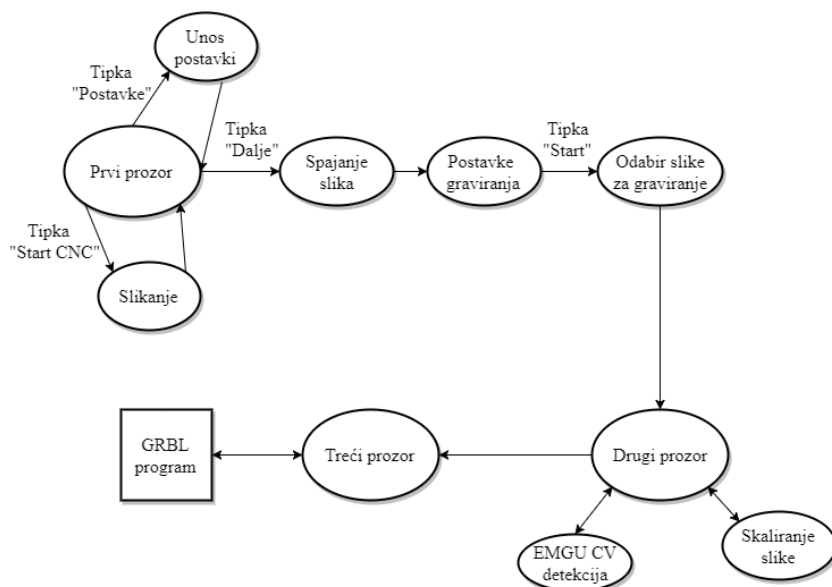 Unos
postavki
Tipka
"Postavke"
Prvi prozor
Tipka
"Dalje"
Spajanje
slika
Postavke
graviranja
Tipka
"Start"
Odabir slike
za graviranje
Tipka
"Start CNC"
Slikanje
GRBL
program
Treći prozor
Drugi prozor
EMGU CV
detekcija
Skaliranje
slike